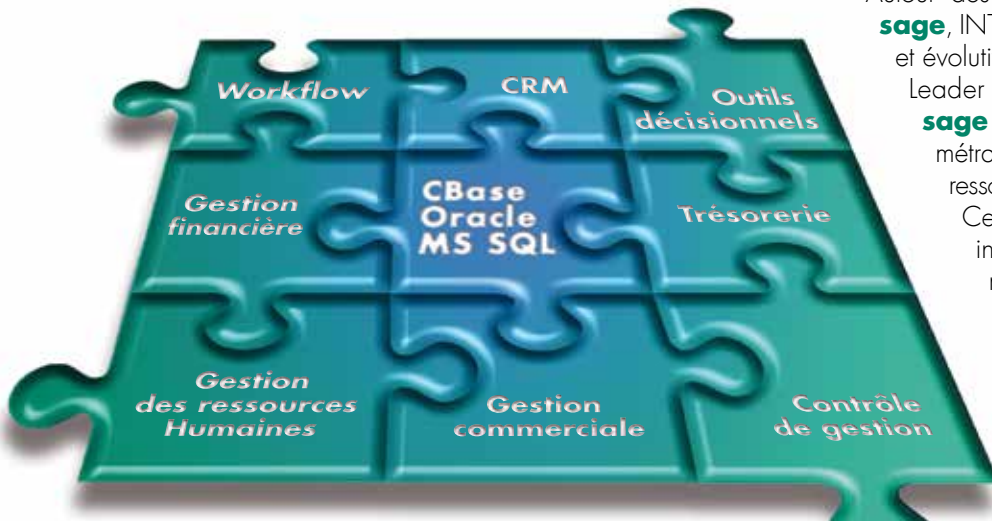 Workflow
CRM
Outils
décisionnels
Gestion
financière
CBase
Oracle
MS SQL
Trésorerie
Gestion
des ressources
Humaines
Gestion
commerciale
Contrôle
de gestion
sage, INT
et évoluti
Leader
sage
métro
resso
Ce
in